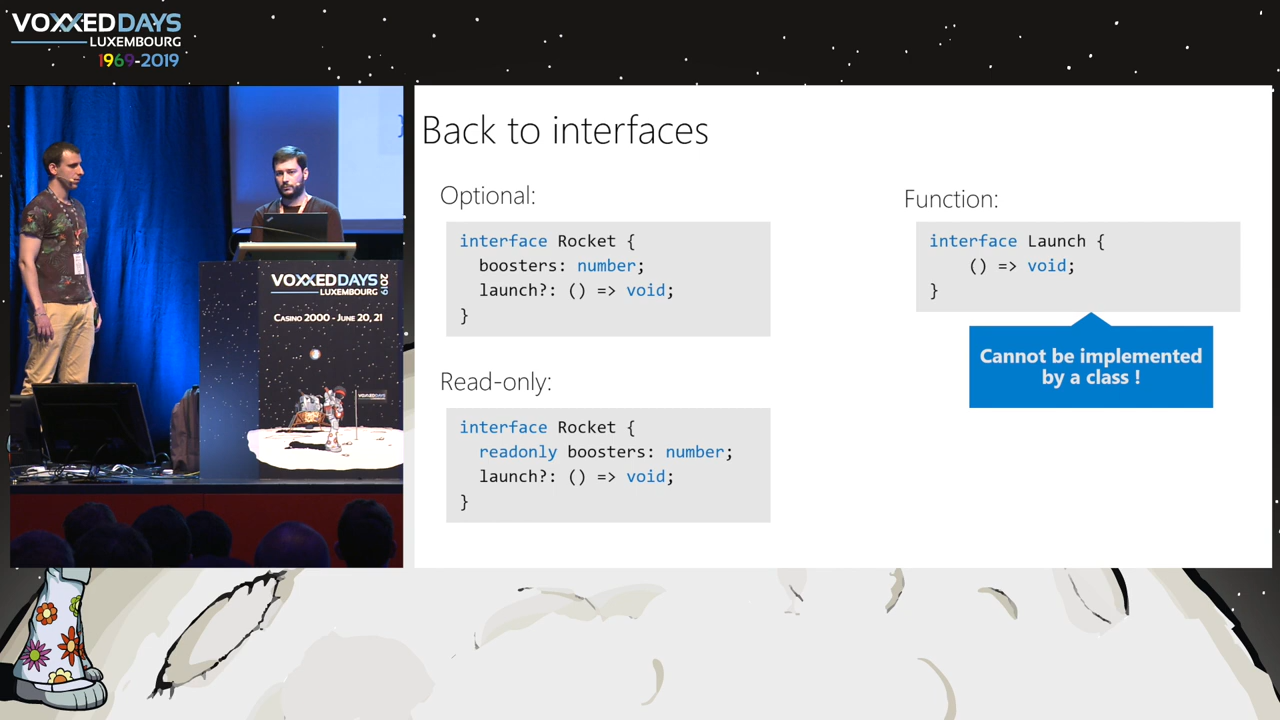 VOXXEDDAYS
LUXEMBOURG
1969-2019
VOXXEDDAYS
LUXEMBOURG
2019
CASINO 2000 - JUNE 20, 21
VOXXEDDAYS
Back to interfaces
Optional:
interface Rocket {
boosters: number;
launch?: () => void;
}
Read-only:
interface Rocket {
readonly boosters: number;
launch?: () => void;
}
Function:
interface Launch {
() => void;
}
Cannot be implemented
by a class !